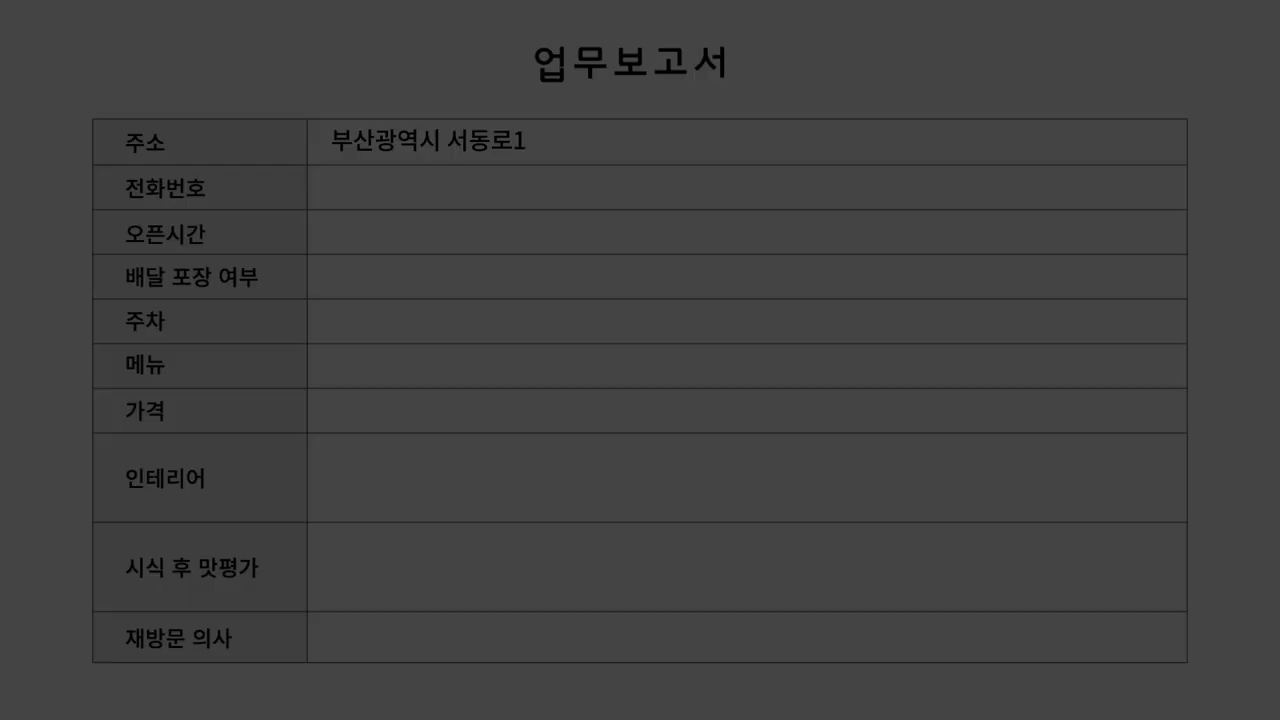 업무보고서
주소 부산광역시 서동로1
전화번호
오픈시간
배달 포장 여부
주차
메뉴
가격
인테리어
시식 후 맛평가
재방문 의사